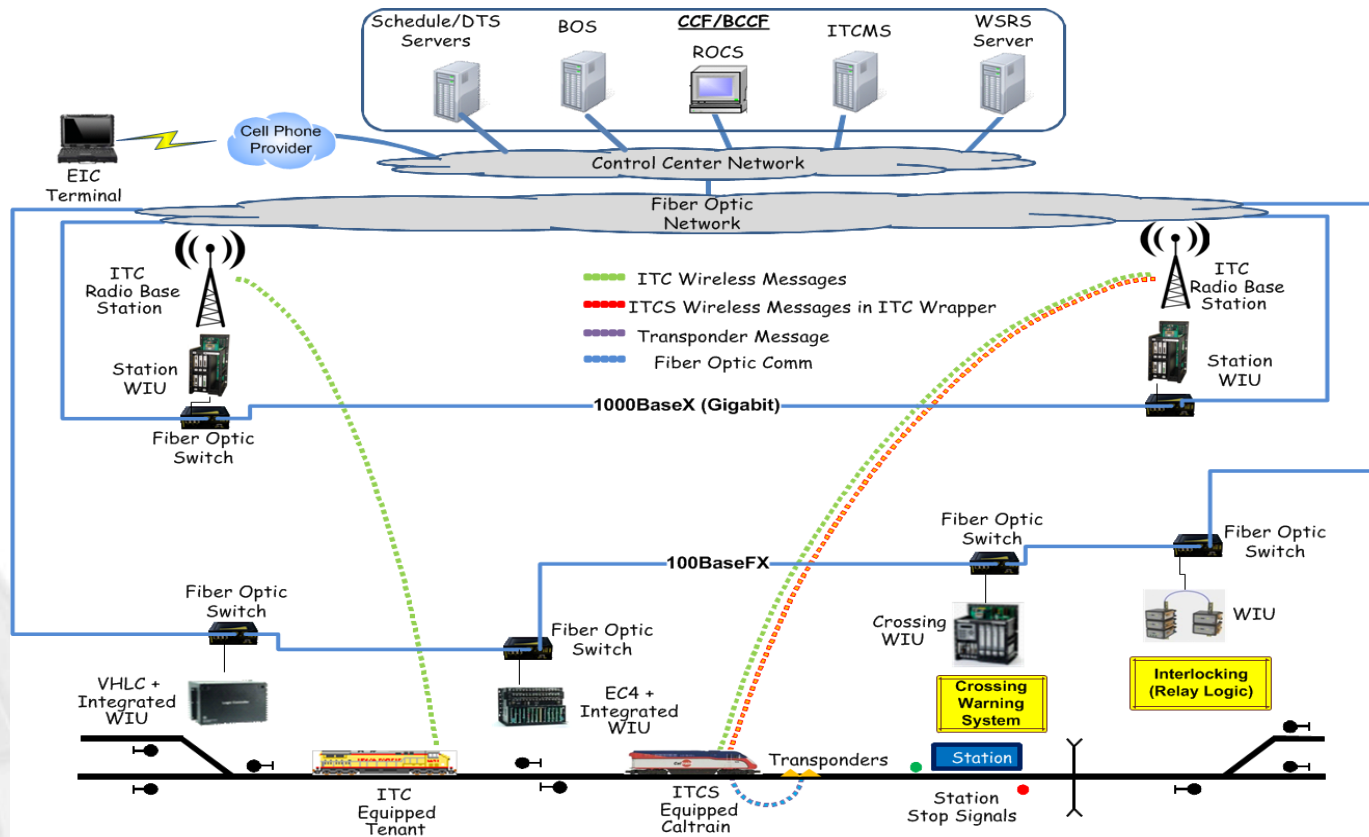 Schedule/DTS
Servers
BOS
CCF/BCCF
ROCS
ITCMS
WSRS
Server
Cell Phone
Provider
EIC
Terminal
Control Center Network
Fiber Optic
Network
ITC
Radio Base
Station
ITC Wireless Messages
ITCS Wireless Messages in ITC Wrapper
Transponder Message
Fiber Optic Comm
ITC
Radio Base
Station
Station
WIU
Station
WIU
1000BaseX (Gigabit)
Fiber Optic
Switch
Fiber Optic
Switch
Fiber Optic
Switch
100BaseFX
Fiber Optic
Switch
Fiber Optic
Switch
Crossing
WIU
WIU
VHLC +
Integrated
WIU
EC4 +
Integrated
WIU
Crossing
Warning
System
Interlocking
(Relay Logic)
Transponders
Station
ITC
Equipped
Tenant
ITCS
Equipped
Caltrain
Station
Stop Signals